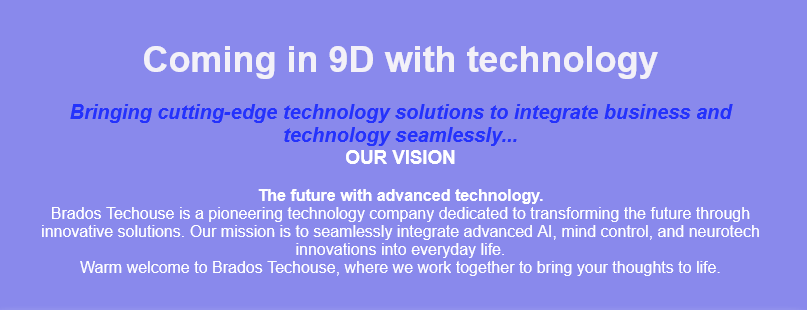 Coming in 9D with technology
Bringing cutting-edge technology solutions to integrate business and
technology seamlessly...
OUR VISION
The future with advanced technology.
Brados Techouse is a pioneering technology company dedicated to transforming the future through
innovative solutions. Our mission is to seamlessly integrate advanced AI, mind control, and neurotech
innovations into everyday life.
Warm welcome to Brados Techouse, where we work together to bring your thoughts to life.